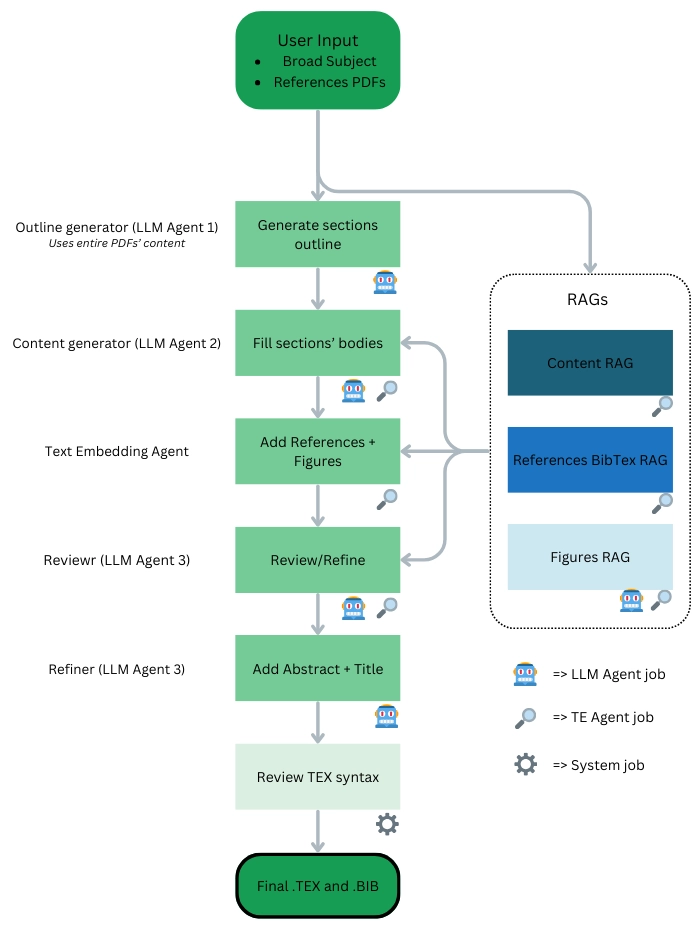 User Input
• Broad Subject
• References PDFs
Outline generator (LLM Agent 1)
Uses entire PDFs' content
Generate sections
outline
RAGs
Content generator (LLM Agent 2)
Fill sections' bodies
Content RAG
Text Embedding Agent
Add References +
Figures
References BibTex RAG
Reviewr (LLM Agent 3)
Review/Refine
Figures RAG
Refiner (LLM Agent 3)
Add Abstract + Title
=> LLM Agent job
=> TE Agent job
=> System job
Review TEX syntax
Final .TEX and .BIB